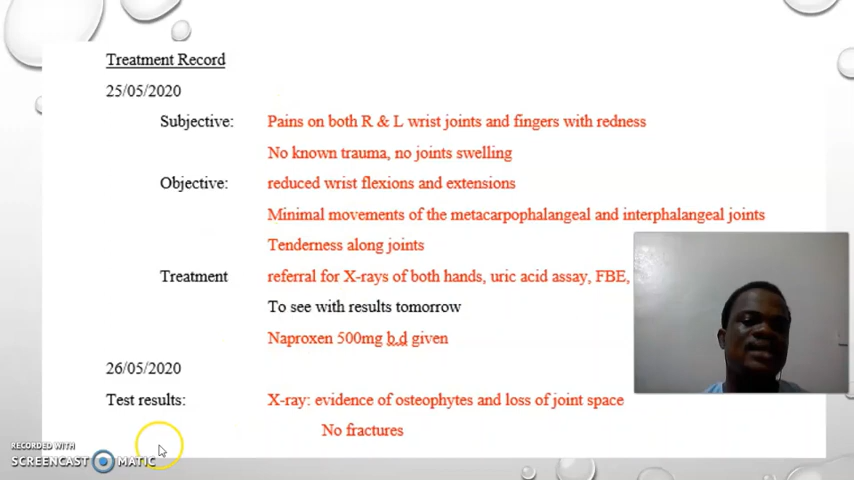 Treatment Record
25/05/2020
Subjective: Pains on both R & L wrist joints and fingers with redness
No known trauma, no joints swelling
Objective: reduced wrist flexions and extensions
Minimal movements of the metacarpophalangeal and interphalangeal joints
Tenderness along joints
Treatment referral for X-rays of both hands, uric acid assay, FBE,
To see with results tomorrow
Naproxen 500mg b.d given
26/05/2020
Test results: X-ray: evidence of osteophytes and loss of joint space
No fractures
RECORDED WITH
SCREENCAST MATIC